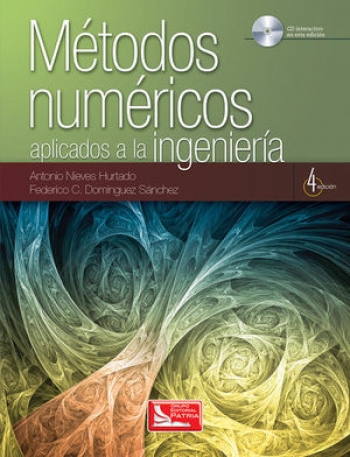 CD interactivo
en esta edición
Métodos
numéricos
aplicados a la ingeniería
Antonio Nieves Hurtado
Federico C. Domínguez Sánchez
4a edición
GRUPO
EDITORIAL
PATRIA